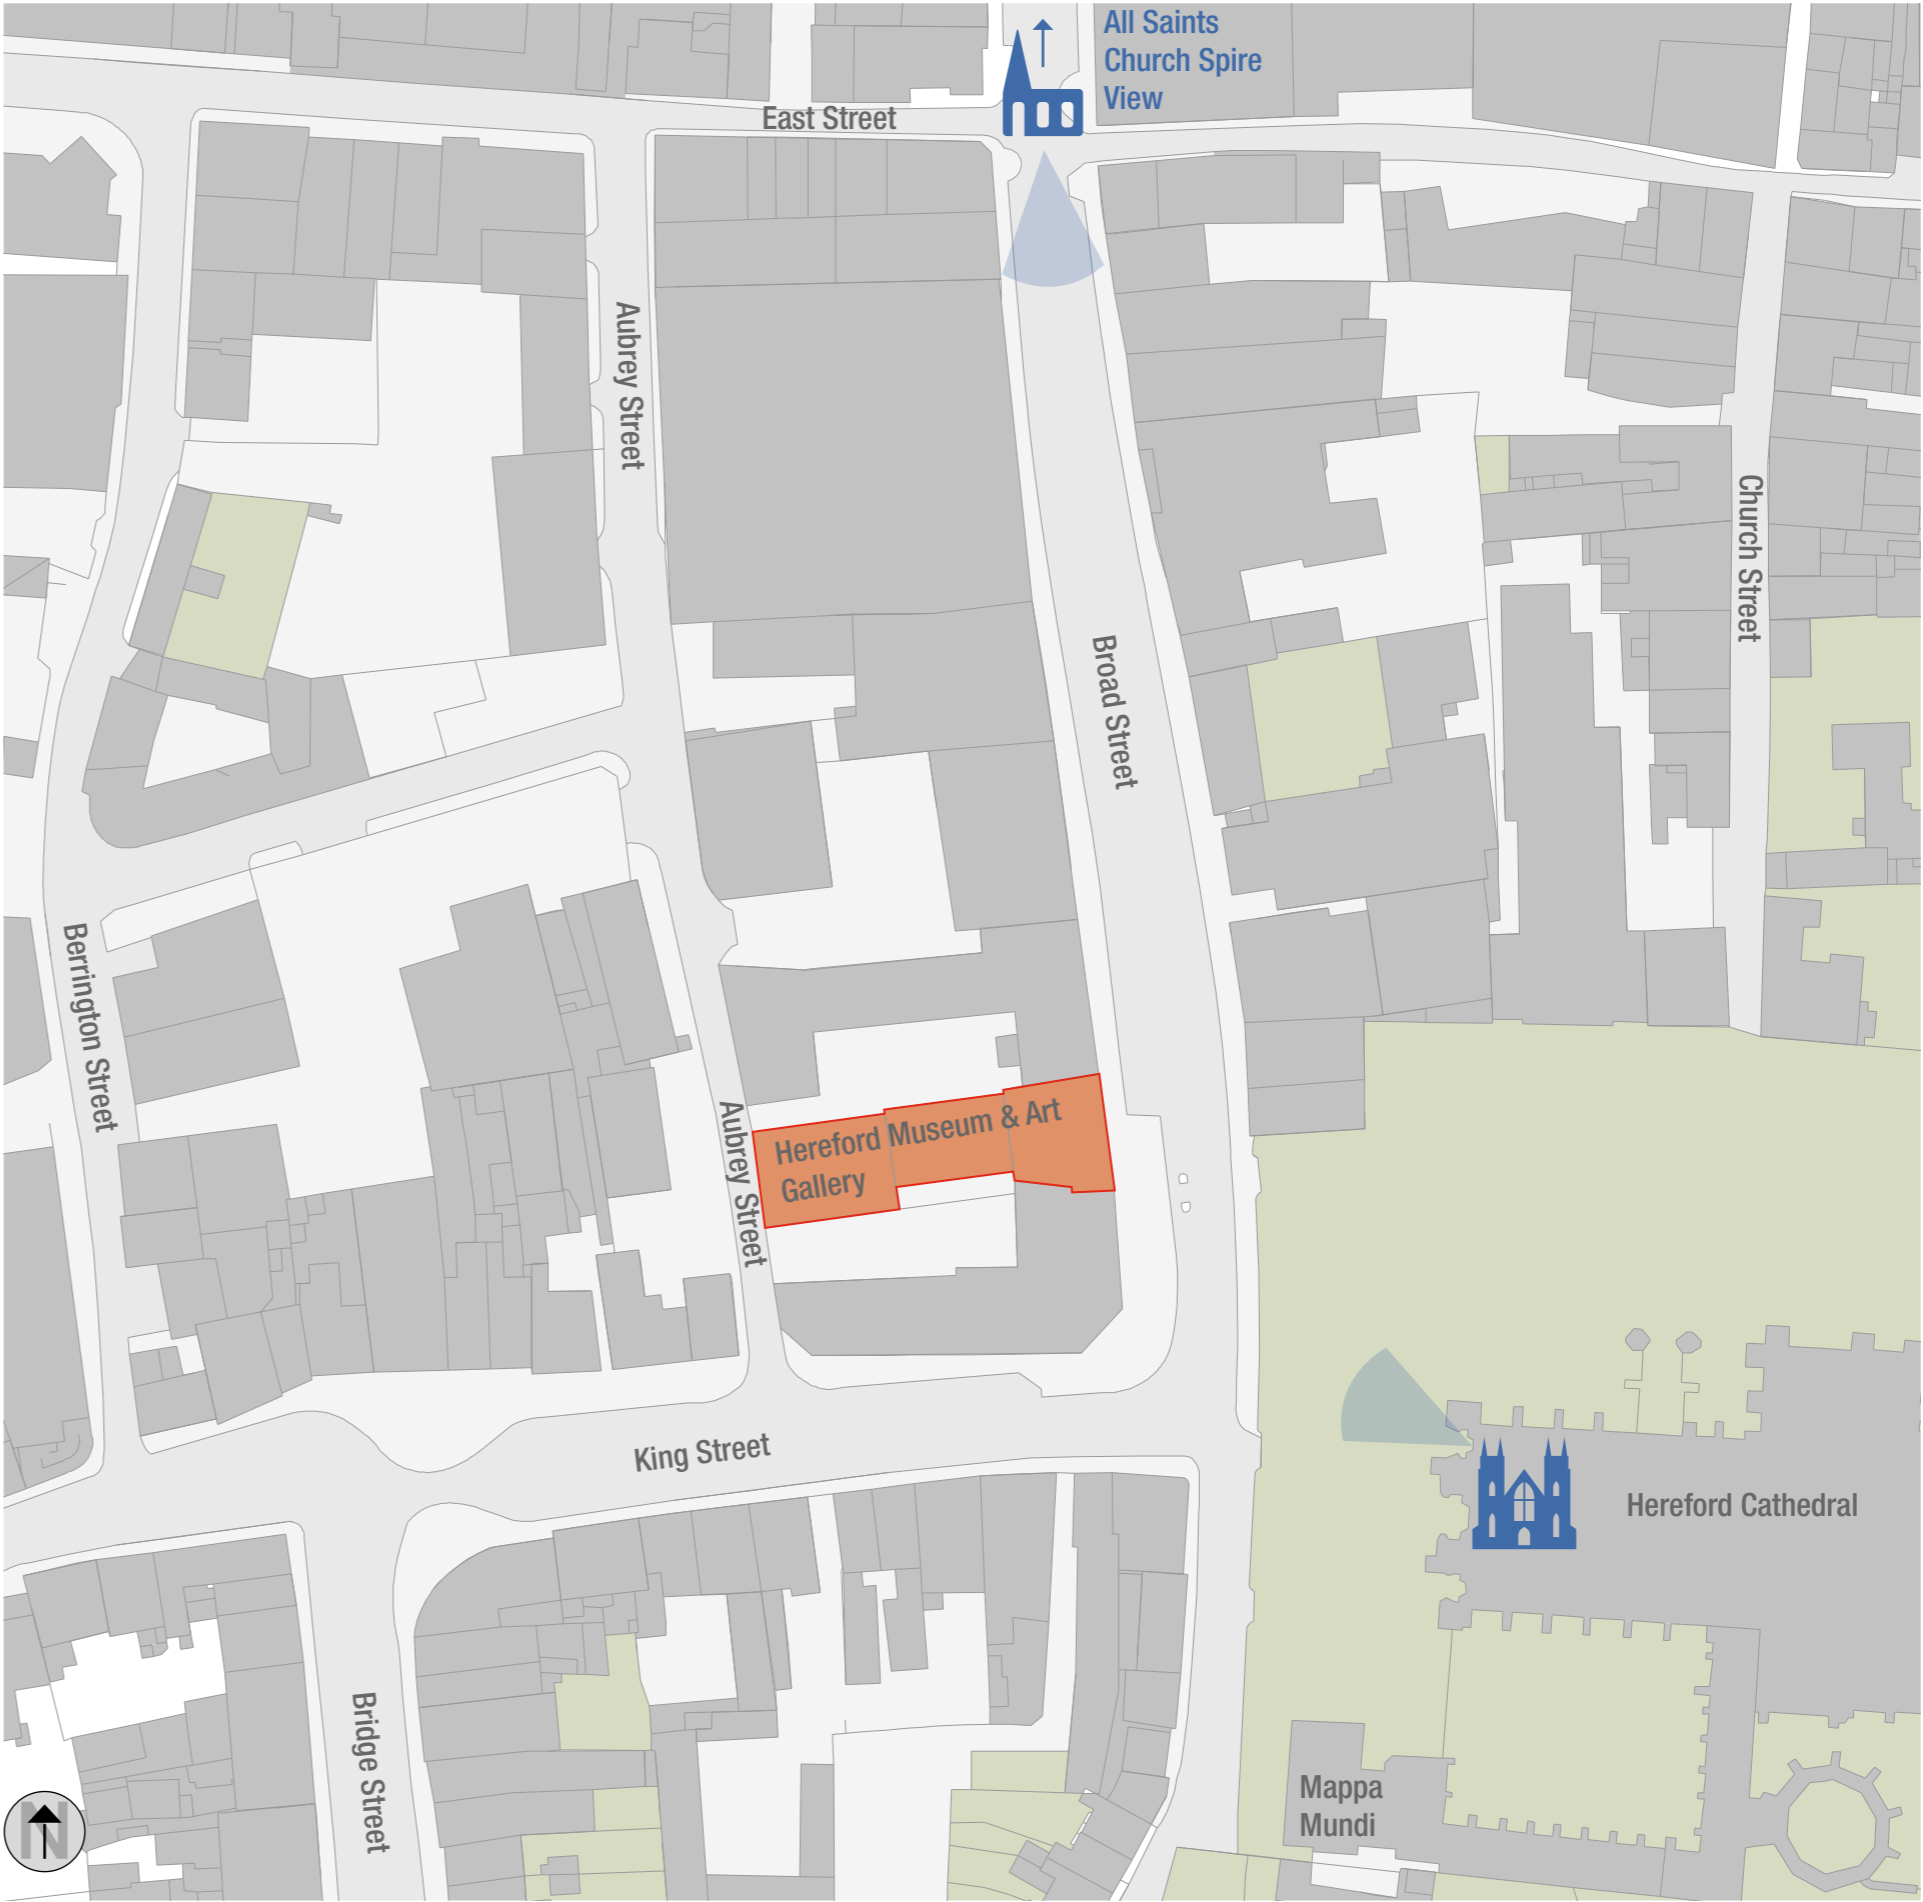 All Saints
Church Spire
View
East Street
Aubrey Street
Church Street
Broad Street
Berrington Street
Aubrey Street
Hereford Museum & Art
Gallery
King Street
Hereford Cathedral
Bridge Street
Mappa
Mundi
N